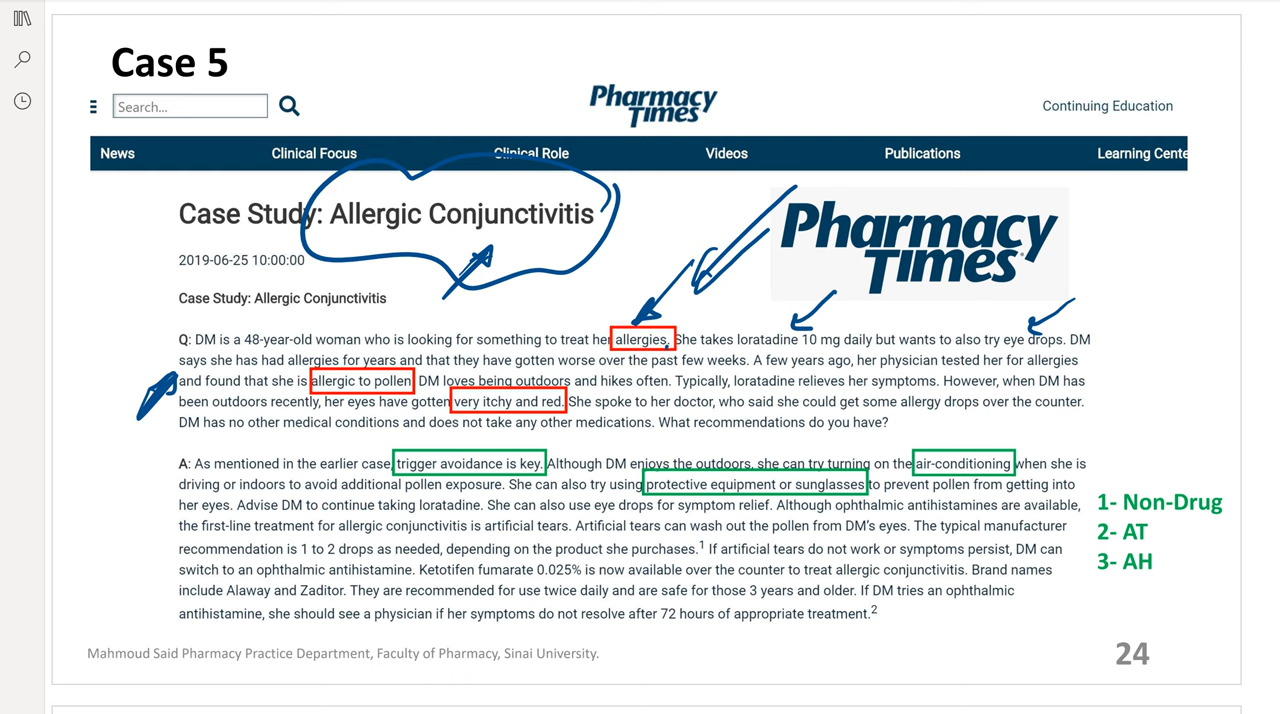 Case 5
Search...
Pharmacy
Times
Continuing Education
News Clinical Focus Clinical Role Videos Publications Learning Cente
Case Study: Allergic Conjunctivitis
Pharmacy
Times
2019-06-25 10:00:00
Case Study: Allergic Conjunctivitis
Q: DM is a 48-year-old woman who is looking for something to treat her allergies. She takes loratadine 10 mg daily but wants to also try eye drops. DM
says she has had allergies for years and that they have gotten worse over the past few weeks. A few years ago, her physician tested her for allergies
and found that she is allergic to pollen. DM loves being outdoors and hikes often. Typically, loratadine relieves her symptoms. However, when DM has
been outdoors recently, her eyes have gotten very itchy and red. She spoke to her doctor, who said she could get some allergy drops over the counter.
DM has no other medical conditions and does not take any other medications. What recommendations do you have?
A: As mentioned in the earlier case, trigger avoidance is key. Although DM enjoys the outdoors, she can try turning on the air-conditioning when she is
driving or indoors to avoid additional pollen exposure. She can also try using protective equipment or sunglasses to prevent pollen from getting into
her eyes. Advise DM to continue taking loratadine. She can also use eye drops for symptom relief. Although ophthalmic antihistamines are available,
the first-line treatment for allergic conjunctivitis is artificial tears. Artificial tears can wash out the pollen from DM's eyes. The typical manufacturer
recommendation is 1 to 2 drops as needed, depending on the product she purchases.1 If artificial tears do not work or symptoms persist, DM can
switch to an ophthalmic antihistamine. Ketotifen fumarate 0.025% is now available over the counter to treat allergic conjunctivitis. Brand names
include Alaway and Zaditor. They are recommended for use twice daily and are safe for those 3 years and older. If DM tries an ophthalmic
antihistamine, she should see a physician if her symptoms do not resolve after 72 hours of appropriate treatment.2
1- Non-Drug
2- AT
3- AH
Mahmoud Said Pharmacy Practice Department, Faculty of Pharmacy, Sinai University.
24